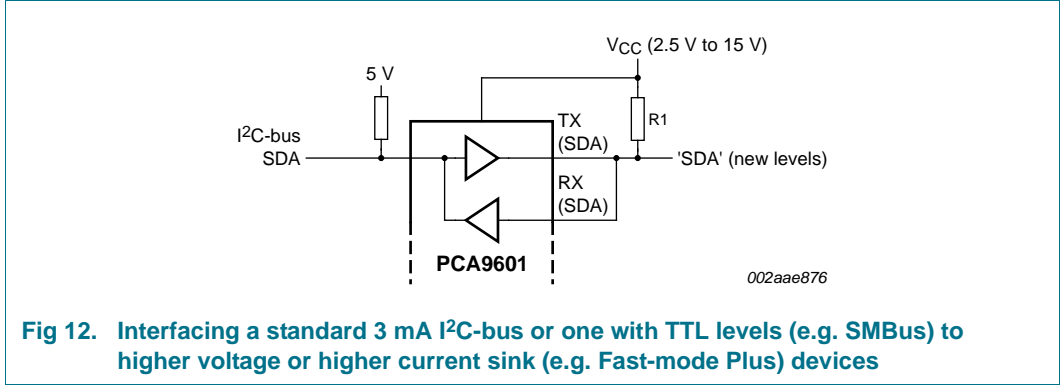 VCC (2.5 V to 15 V)
5 V
R1
TX
(SDA)
I2C-bus
SDA
'SDA' (new levels)
RX
(SDA)
PCA9601
002aae876
Fig 12. Interfacing a standard 3 mA I2C-bus or one with TTL levels (e.g. SMBus) to
higher voltage or higher current sink (e.g. Fast-mode Plus) devices